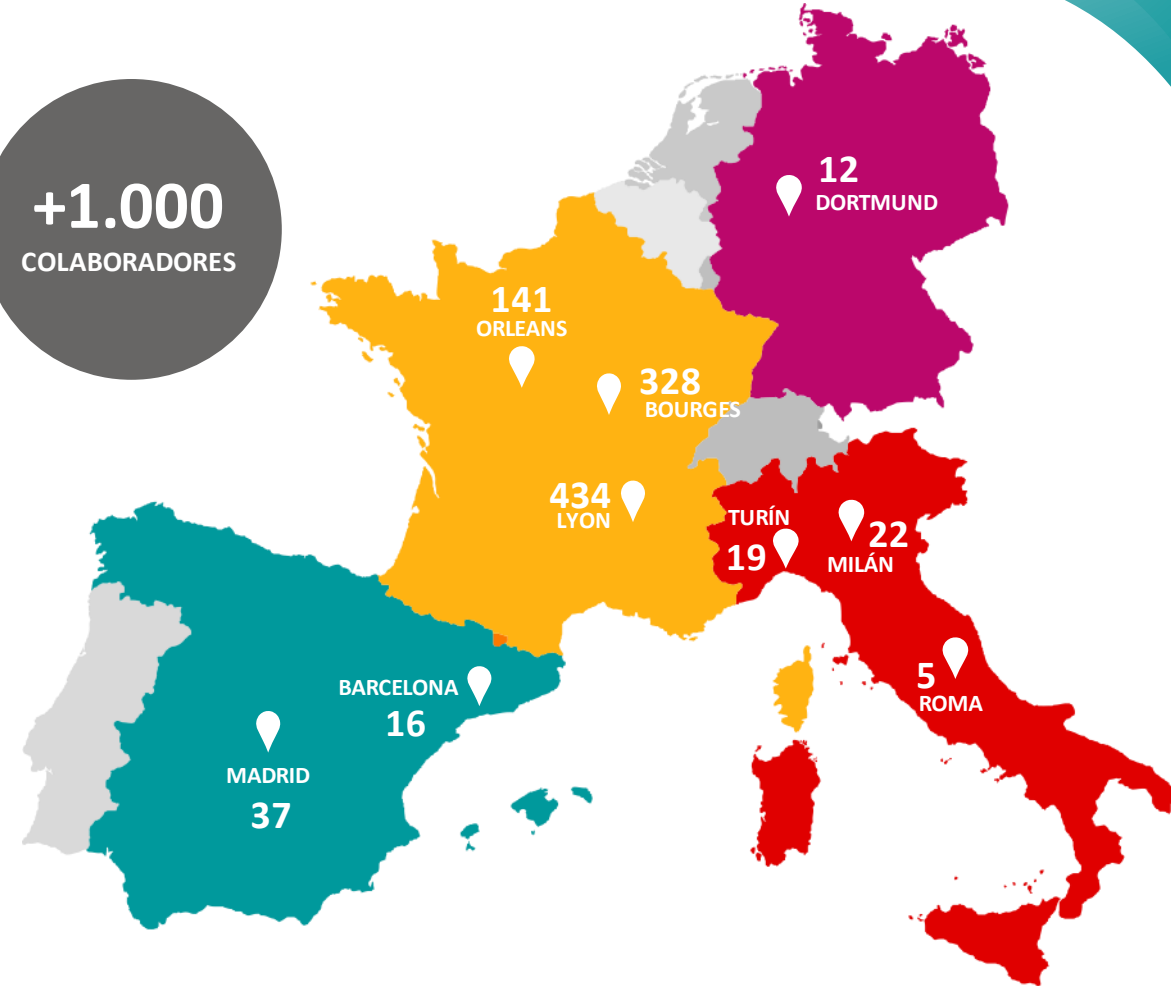 +1.000
COLABORADORES
12
DORTMUND
141
ORLEANS
328
BOURGES
434
LYON
TURÍN
19
22
MILÁN
5
ROMA
BARCELONA
16
MADRID
37